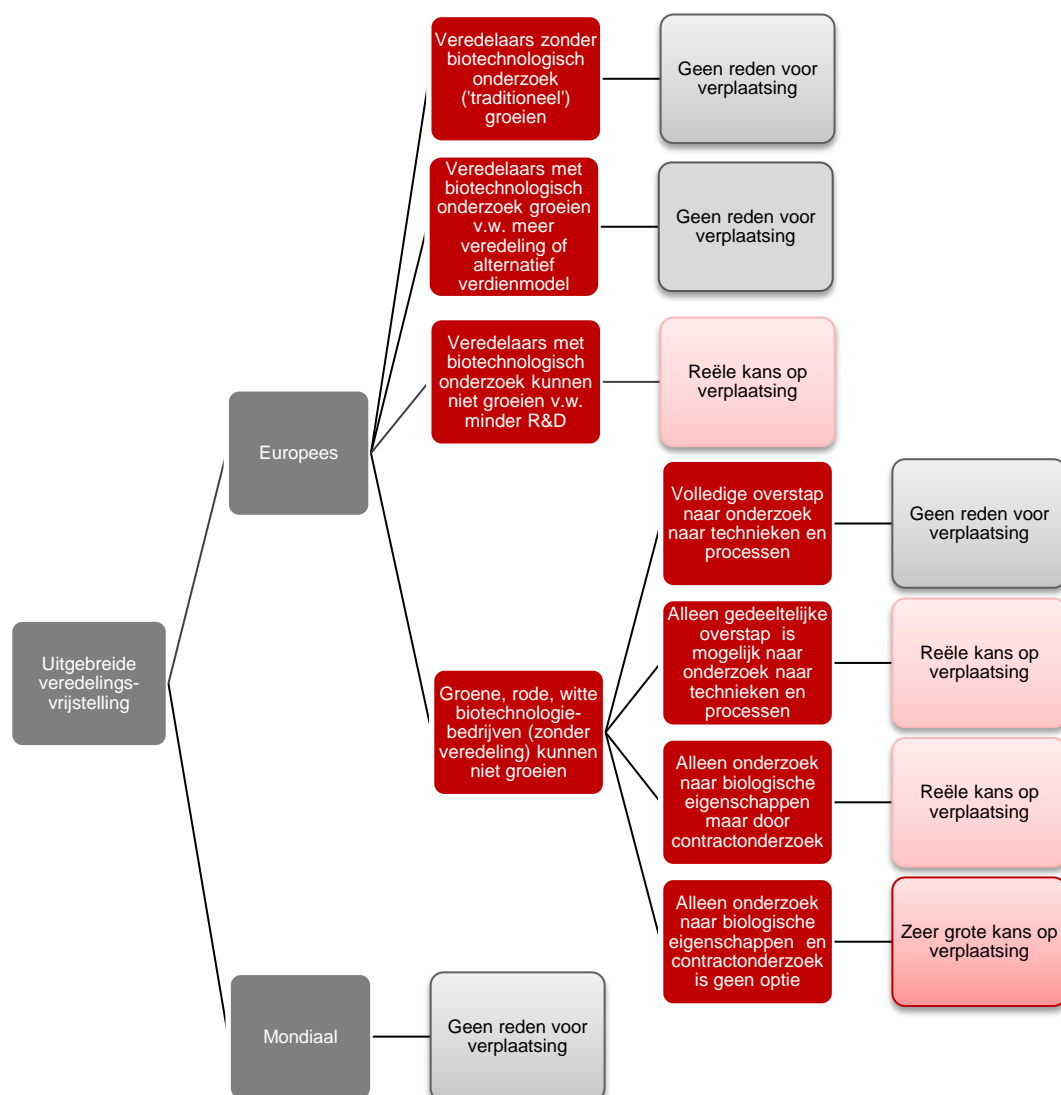 Veredelaars zonder
biotechnologisch
onderzoek
('traditioneel')
groeien
Geen reden voor
verplaatsing
Veredelaars met
biotechnologisch
onderzoek groeien
v.w. meer
veredeling of
alternatief
verdienmodel
Geen reden voor
verplaatsing
Veredelaars met
biotechnologisch
onderzoek kunnen
niet groeien v.w.
minder R&D
Reële kans op
verplaatsing
Europees
Volledige overstap
naar onderzoek
naar technieken en
processen
Geen reden voor
verplaatsing
Alleen gedeeltelijke
overstap is
mogelijk naar
onderzoek naar
technieken en
processen
Reële kans op
verplaatsing
Uitgebreide
veredelings-
vrijstelling
Groene, rode, witte
biotechnologie-
bedrijven (zonder
veredeling) kunnen
niet groeien
Alleen onderzoek
naar biologische
eigenschappen
maar door
contractonderzoek
Reële kans op
verplaatsing
Alleen onderzoek
naar biologische
eigenschappen en
contractonderzoek
is geen optie
Zeer grote kans op
verplaatsing
Mondiaal
Geen reden voor
verplaatsing